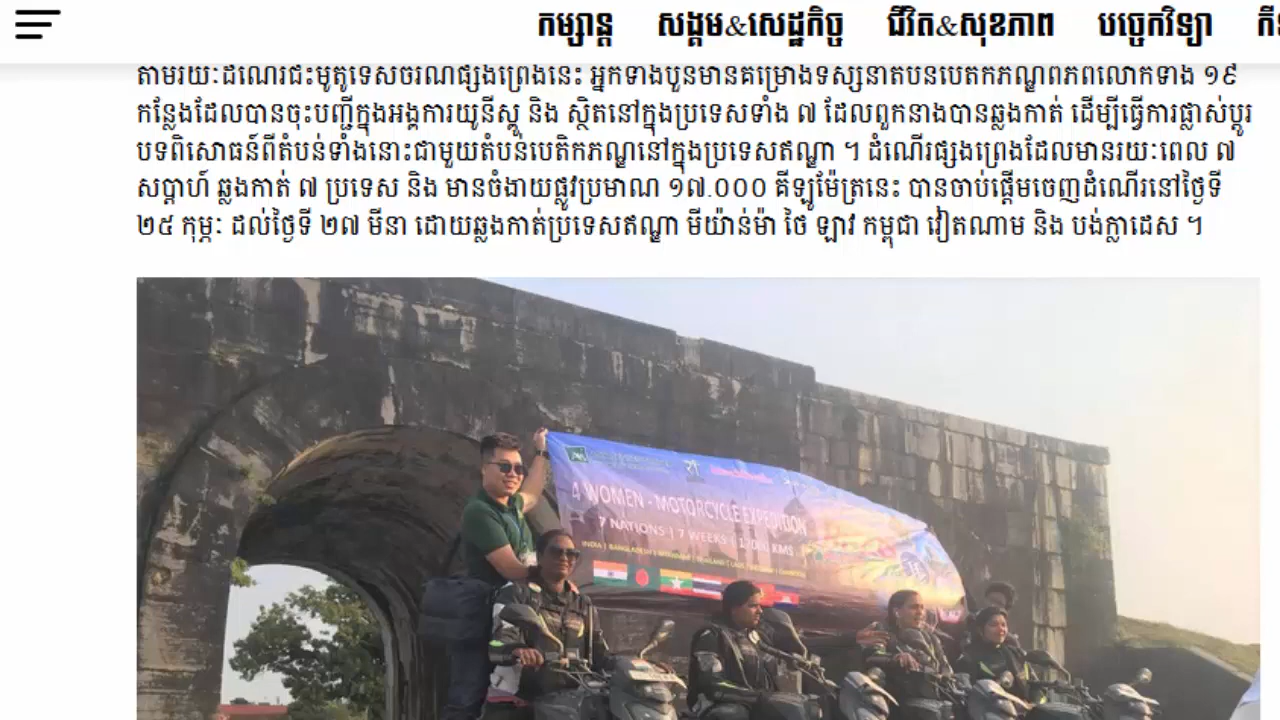 កម្សាន្ត សង្គម&សេដ្ឋកិច្ច ជីវិត&សុខភាព បច្ចេកវិទ្យា
តាមរយៈដំណើរជិះម៉ូតូទេសចរណ៍ផ្សងព្រេងនេះ អ្នកទាំងបួនមានគម្រោងទស្សនាតំបន់បេតិកភណ្ឌពិភពលោកទាំង ១៩
កន្លែងដែលបានចុះបញ្ជីក្នុងអង្គការយូនីស្កូ និង ស្ថិតនៅក្នុងប្រទេសទាំង ៧ ដែលពួកនាងបានឆ្លងកាត់ ដើម្បីធ្វើការផ្លាស់ប្តូរ
បទពិសោធន៍ពីតំបន់ទាំងនោះជាមួយតំបន់បេតិកភណ្ឌនៅក្នុងប្រទេសឥណ្ឌា ។ ដំណើរផ្សងព្រេងដែលមានរយៈពេល ៧
សប្តាហ៍ ឆ្លងកាត់ ៧ ប្រទេស និង មានចំងាយផ្លូវប្រមាណ ១៧.០០០ គីឡូម៉ែត្រនេះ បានចាប់ផ្តើមចេញដំណើរនៅថ្ងៃទី
២៥ កុម្ភៈ ដល់ថ្ងៃទី ២៧ មីនា ដោយឆ្លងកាត់ប្រទេសឥណ្ឌា មីយ៉ាន់ម៉ា ថៃ ឡាវ កម្ពុជា វៀតណាម និង បង់ក្លាដេស ។
4 WOMEN - MOTORCYCLE EXPEDITION
7 NATIONS | 7 WEEKS | 17000 KMS
INDIA | BANGLADESH